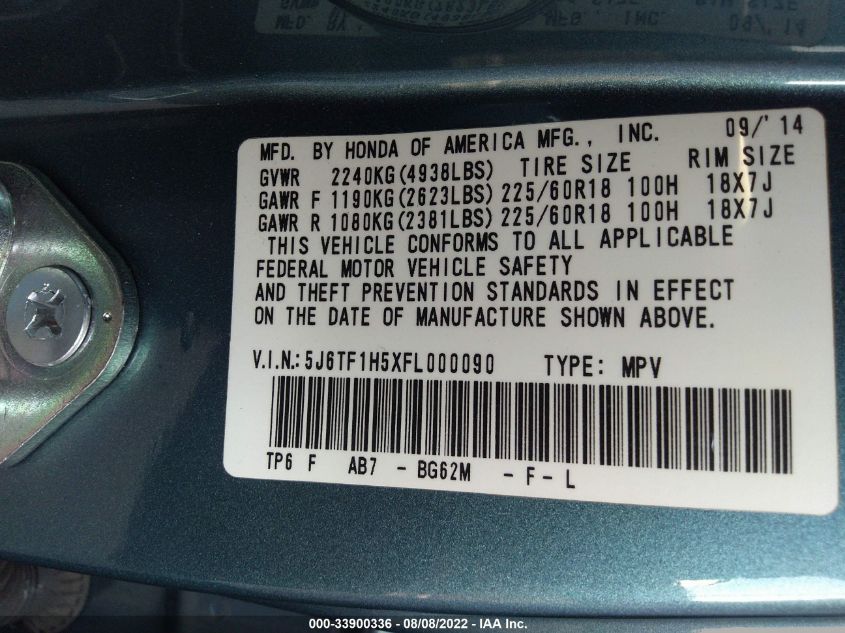 MFD. BY HONDA OF AMERICA MFG., INC. 09/'14
GVWR 2240KG(4938LBS) TIRE SIZE RIM SIZE
GAWR F 1190KG(2623LBS) 225/60R18 100H 18X7J
GAWR R 1080KG(2381LBS) 225/60R18 100H 18X7J
THIS VEHICLE CONFORMS TO ALL APPLICABLE
FEDERAL MOTOR VEHICLE SAFETY
AND THEFT PREVENTION STANDARDS IN EFFECT
ON THE DATE OF MANUFACTURE SHOWN ABOVE.
V.I.N.: 5J6TF1H5XFL000090 TYPE: MPV
TP6 F AB7 - BG62M - F - L
000-33900336 - 08/08/2022 - IAA Inc.